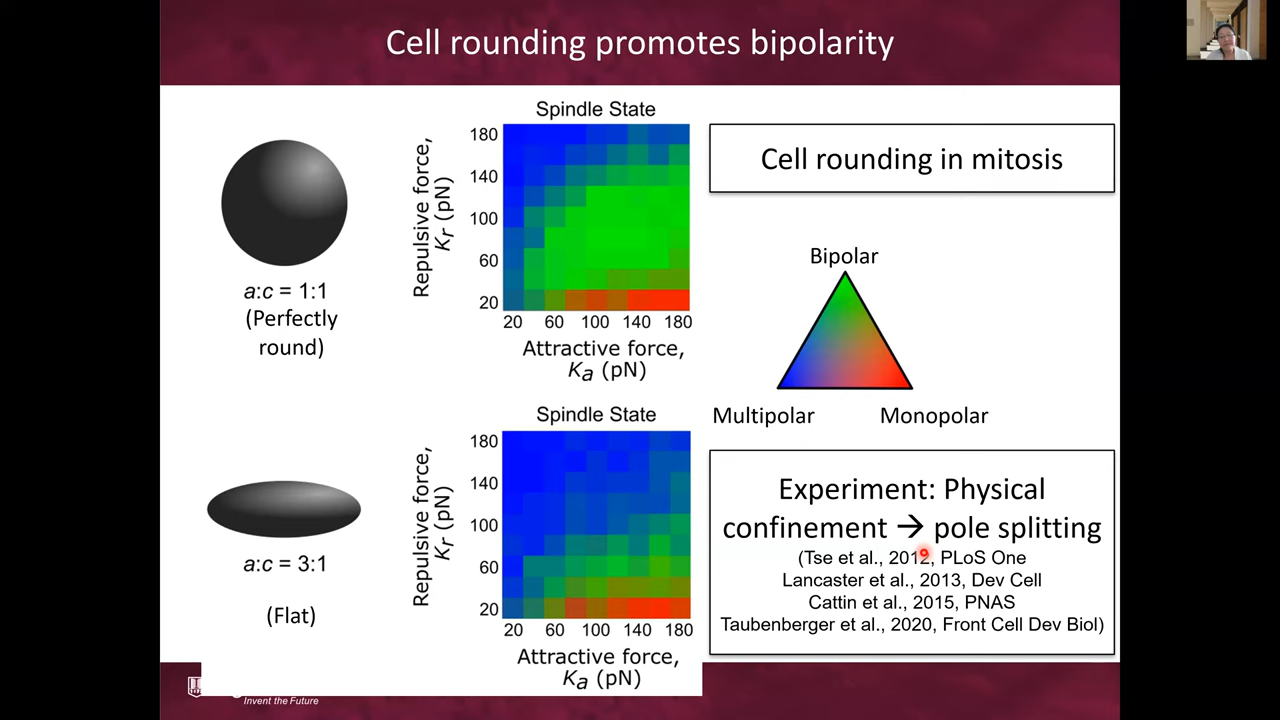 Cell rounding promotes bipolarity
a:c = 1:1
(Perfectly
round)
Spindle State
Repulsive force,
Kr (pN)
180
140
100
60
20
20 60 100 140 180
Attractive force,
Ka (pN)
Cell rounding in mitosis
Bipolar
Multipolar
Monopolar
a:c = 3:1
(Flat)
Spindle State
Repulsive force,
Kr (pN)
180
140
100
60
20
20 60 100 140 180
Attractive force,
Ka (pN)
Experiment: Physical
confinement → pole splitting
(Tse et al., 2012, PLoS One
Lancaster et al., 2013, Dev Cell
Cattin et al., 2015, PNAS
Taubenberger et al., 2020, Front Cell Dev Biol)
Invent the Future